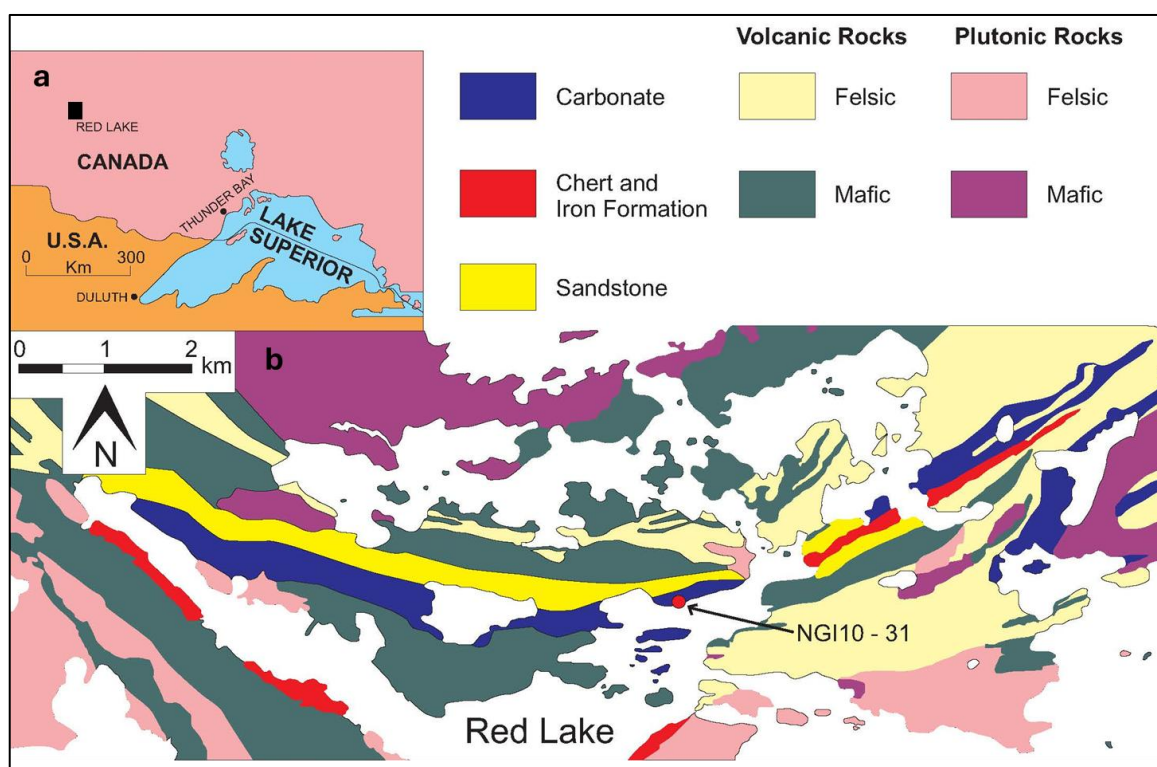 a
RED LAKE
CANADA
THUNDER BAY
LAKE
SUPERIOR
U.S.A.
0 300
Km
DULUTH
Volcanic Rocks Plutonic Rocks
Carbonate Felsic Felsic
Chert and
Iron Formation Mafic Mafic
Sandstone
0 1 2
km
b
N
NGI10 - 31
Red Lake